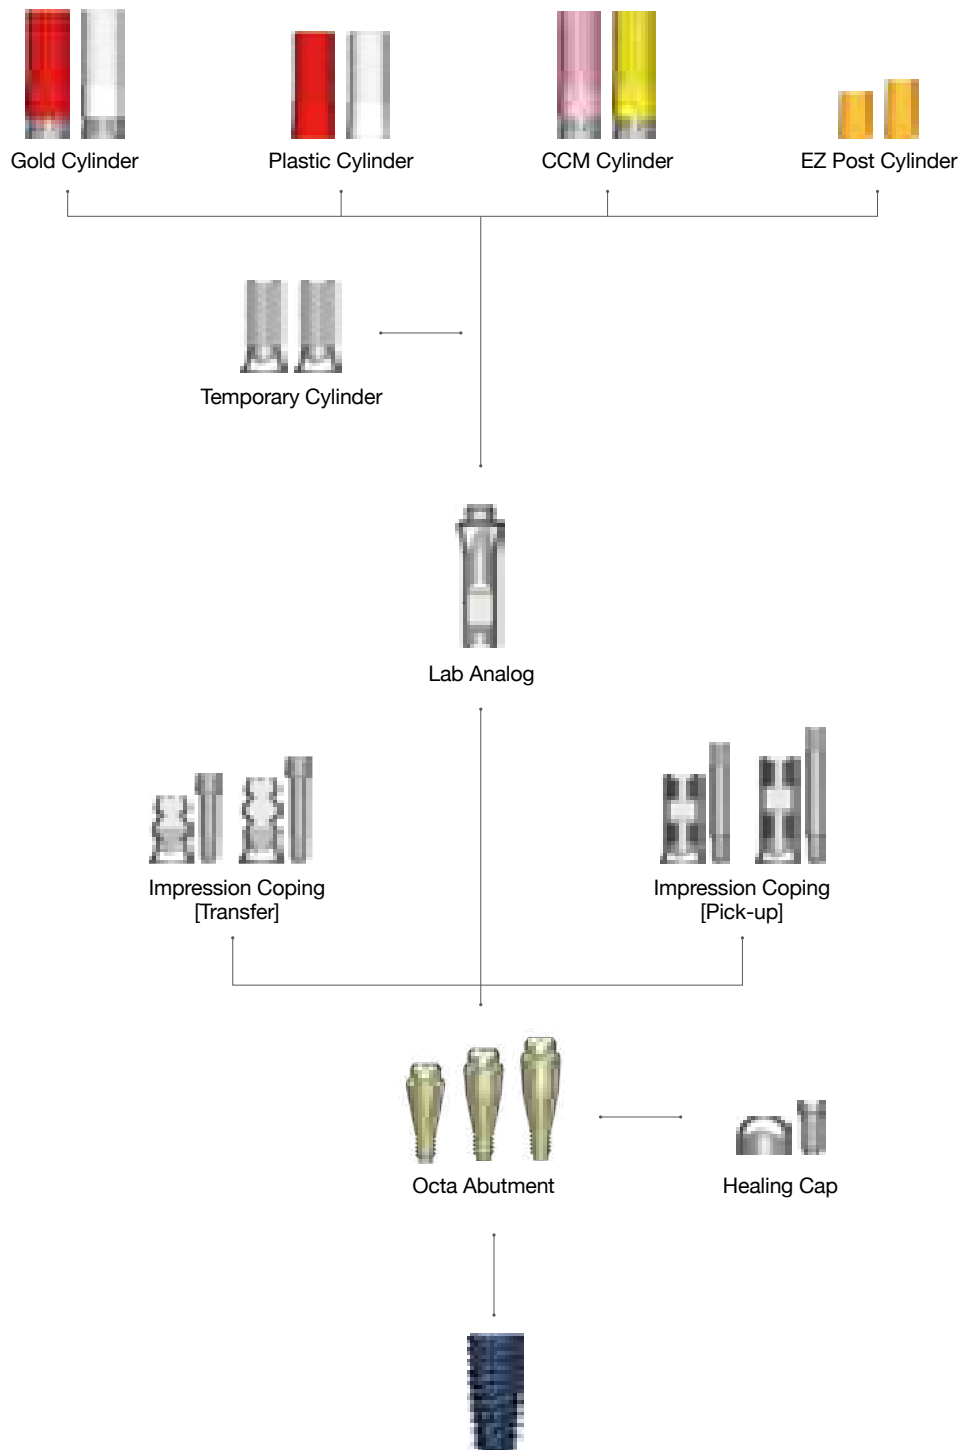 Gold Cylinder
Plastic Cylinder
CCM Cylinder
EZ Post Cylinder
Temporary Cylinder
Lab Analog
Impression Coping
[Transfer]
Impression Coping
[Pick-up]
Octa Abutment
Healing Cap